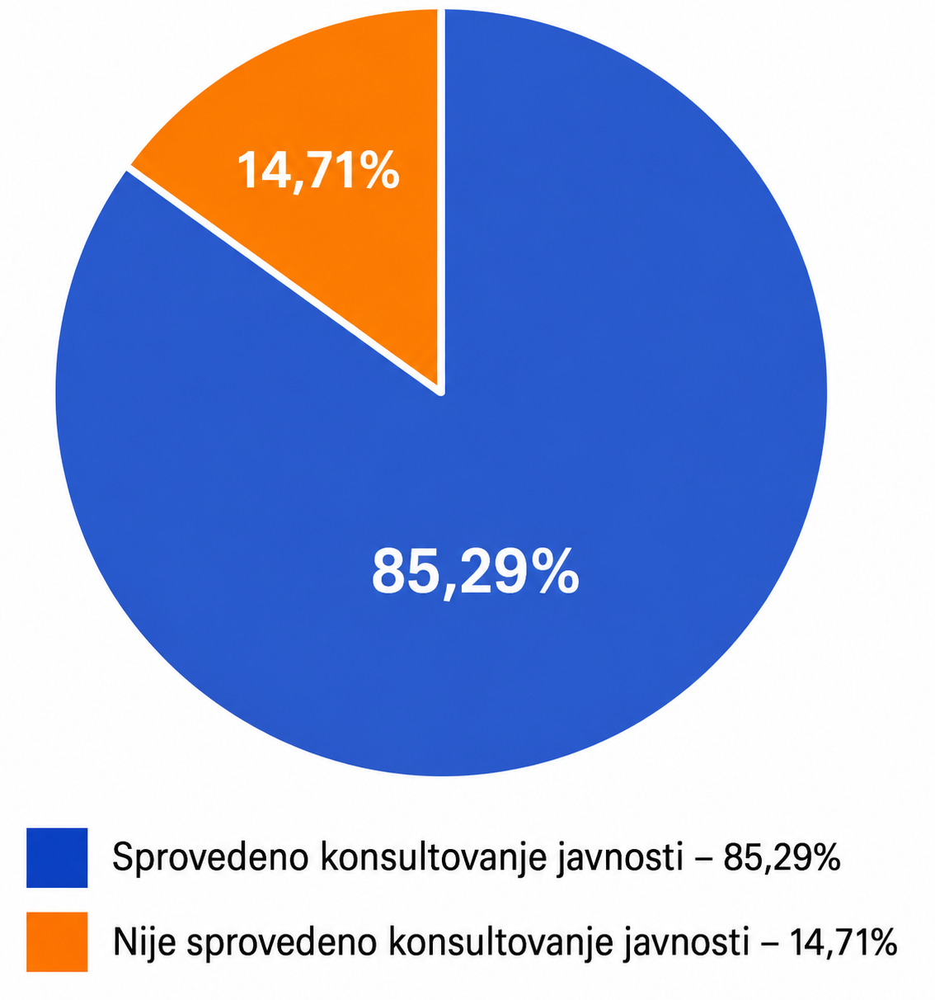 14,71%
85,29%
Sprovedeno konsultovanje javnosti – 85,29%
Nije sprovedeno konsultovanje javnosti – 14,71%